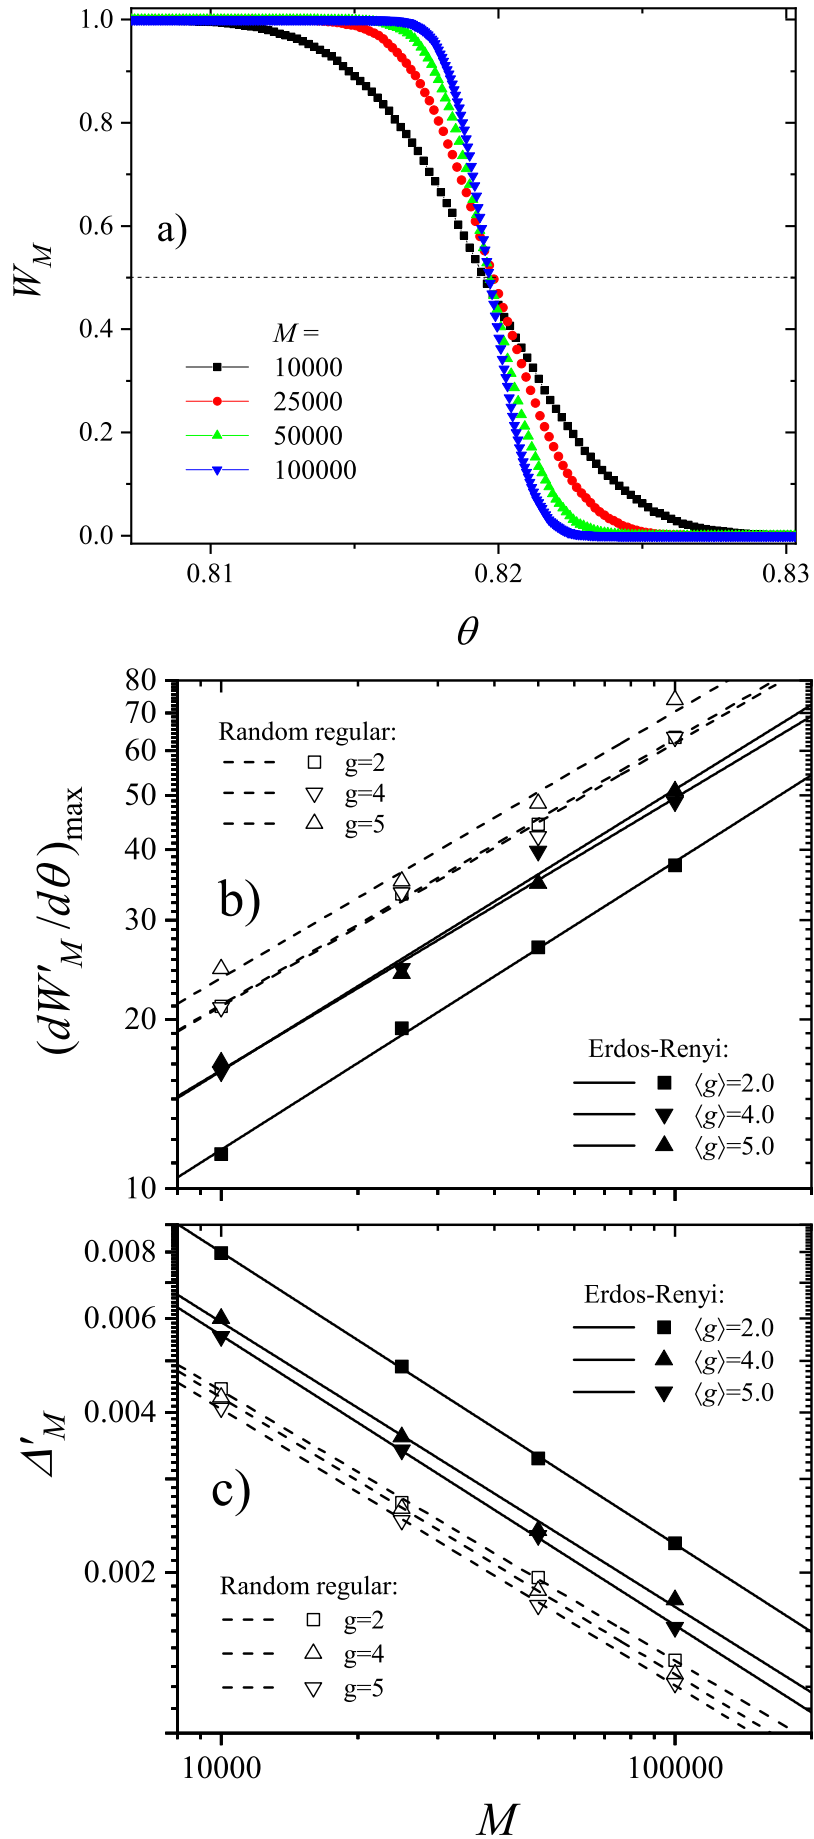 1.0
0.8
0.6
0.4
0.2
0.0
W_M
a)
M =
10000
25000
50000
100000
0.81 0.82 0.83
θ
80
70
60
50
40
30
20
10
(dW'_M/dθ)_max
Random regular:
g=2
g=4
g=5
b)
Erdos-Renyi:
⟨g⟩=2.0
⟨g⟩=4.0
⟨g⟩=5.0
0.008
0.006
0.004
0.002
Δ'_M
Erdos-Renyi:
⟨g⟩=2.0
⟨g⟩=4.0
⟨g⟩=5.0
c)
Random regular:
g=2
g=4
g=5
10000 100000
M